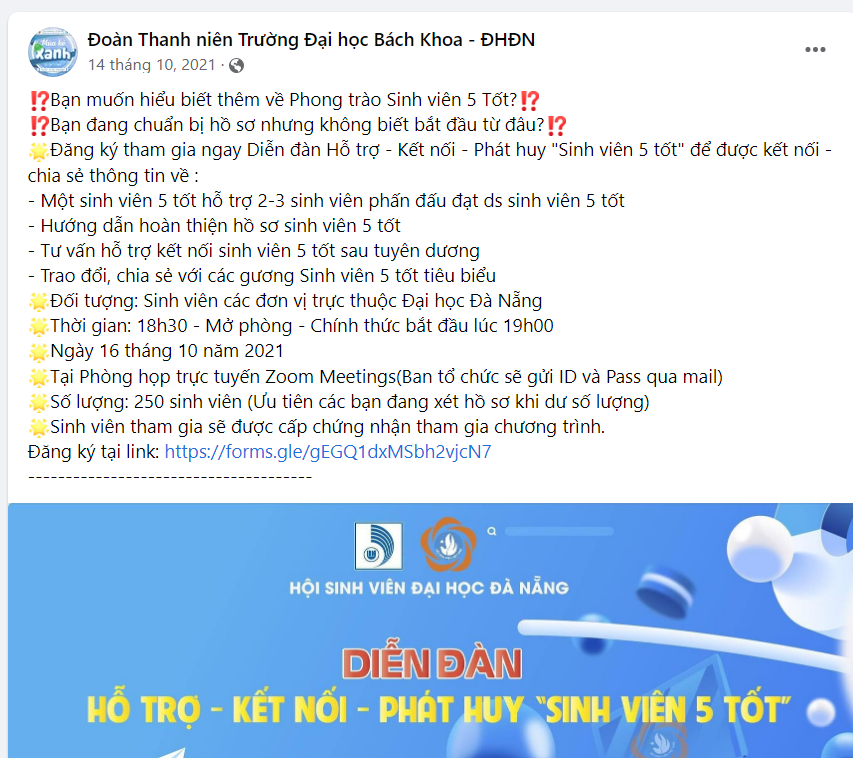 Mùa hè
xanh
Đoàn Thanh niên Trường Đại học Bách Khoa - ĐHĐN
14 tháng 10, 2021 ·
⁉️Bạn muốn hiểu biết thêm về Phong trào Sinh viên 5 Tốt?⁉️
⁉️Bạn đang chuẩn bị hồ sơ nhưng không biết bắt đầu từ đâu?⁉️
🌟Đăng ký tham gia ngay Diễn đàn Hỗ trợ - Kết nối - Phát huy "Sinh viên 5 tốt" để được kết nối -
chia sẻ thông tin về :
- Một sinh viên 5 tốt hỗ trợ 2-3 sinh viên phấn đấu đạt ds sinh viên 5 tốt
- Hướng dẫn hoàn thiện hồ sơ sinh viên 5 tốt
- Tư vấn hỗ trợ kết nối sinh viên 5 tốt sau tuyên dương
- Trao đổi, chia sẻ với các gương Sinh viên 5 tốt tiêu biểu
🌟Đối tượng: Sinh viên các đơn vị trực thuộc Đại học Đà Nẵng
🌟Thời gian: 18h30 - Mở phòng - Chính thức bắt đầu lúc 19h00
🌟Ngày 16 tháng 10 năm 2021
🌟Tại Phòng họp trực tuyến Zoom Meetings(Ban tổ chức sẽ gửi ID và Pass qua mail)
🌟Số lượng: 250 sinh viên (Ưu tiên các bạn đang xét hồ sơ khi dư số lượng)
🌟Sinh viên tham gia sẽ được cấp chứng nhận tham gia chương trình.
Đăng ký tại link: https://forms.gle/gEGQ1dxMSbh2vjcN7
--------------------------------------
HỘI SINH VIÊN ĐẠI HỌC ĐÀ NẴNG
DIỄN ĐÀN
HỖ TRỢ - KẾT NỐI - PHÁT HUY "SINH VIÊN 5 TỐT"